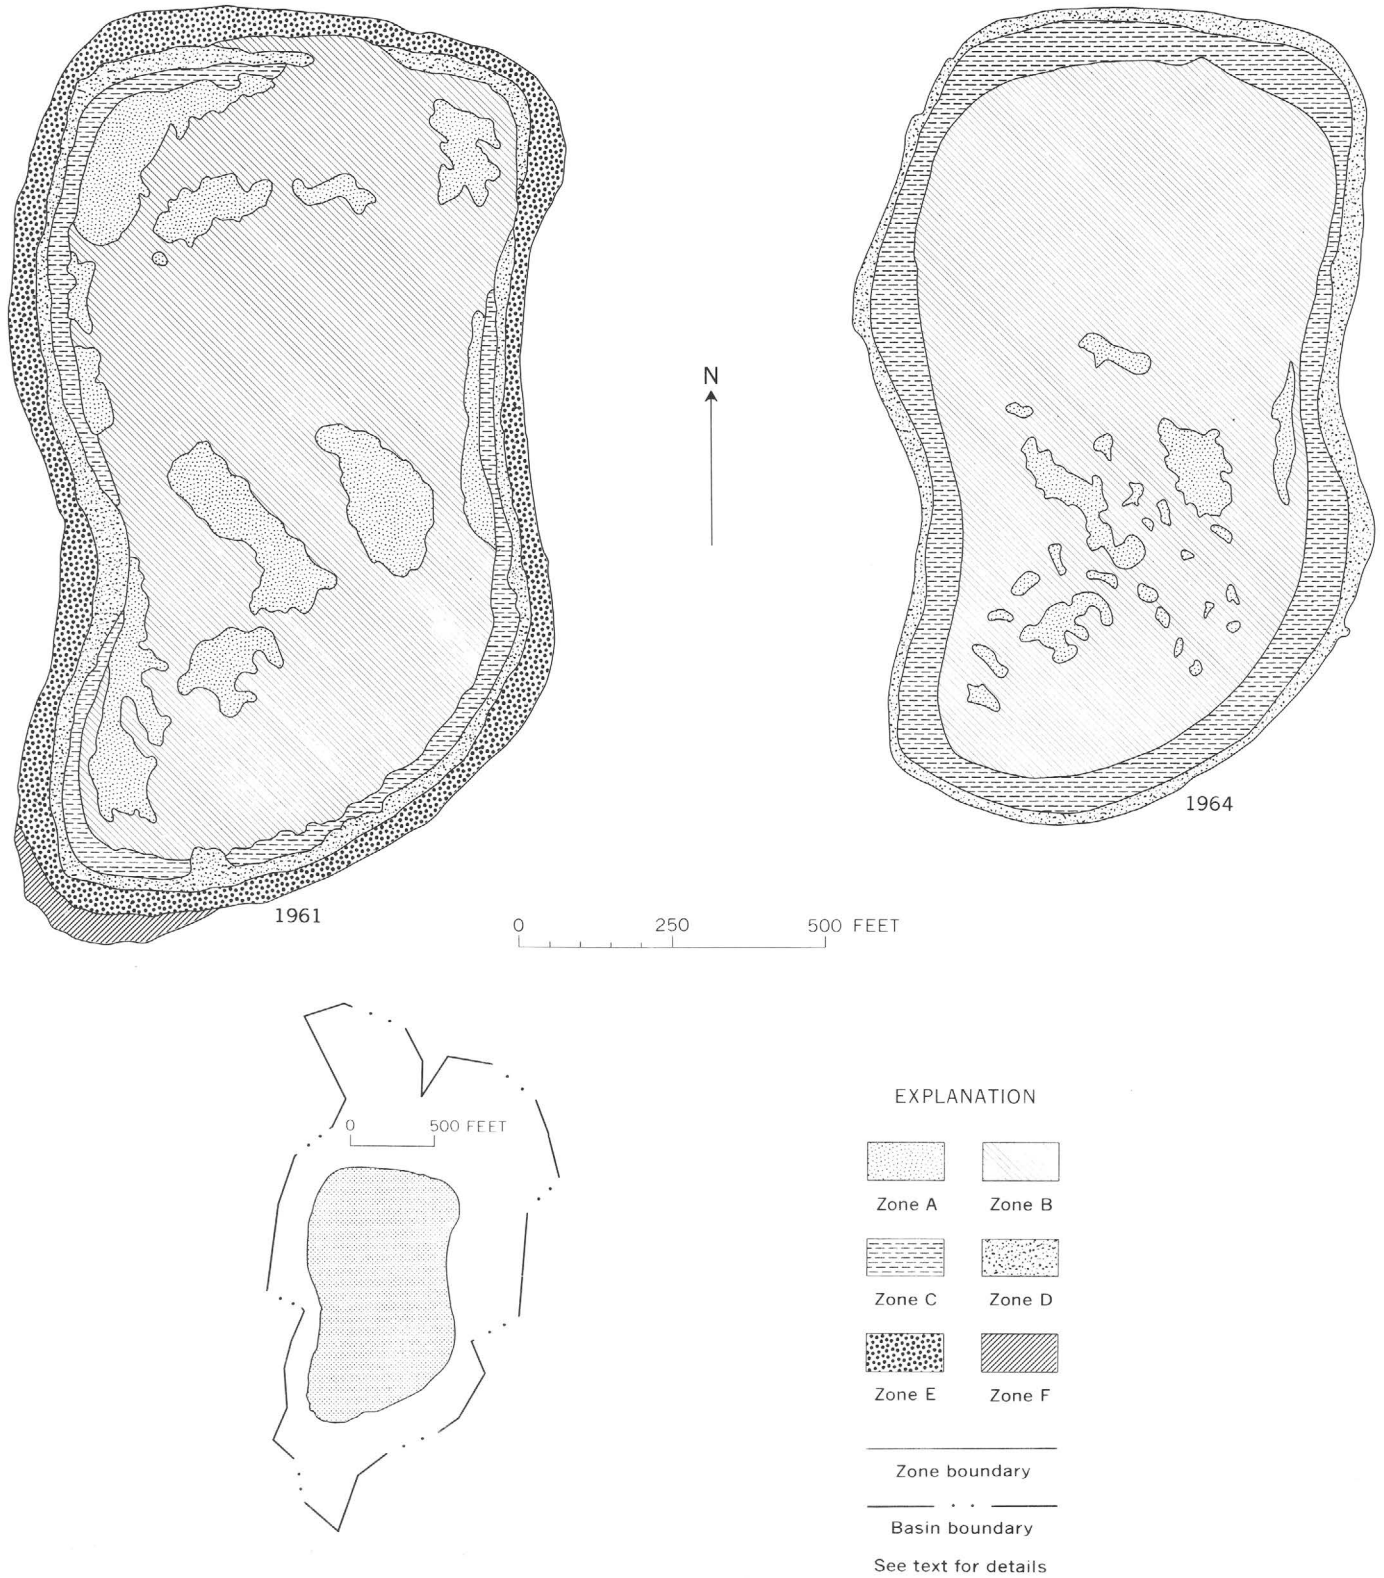 N
1964
1961
0 250 500 FEET
0 500 FEET
EXPLANATION
Zone A Zone B
Zone C Zone D
Zone E Zone F
Zone boundary
Basin boundary
See text for details